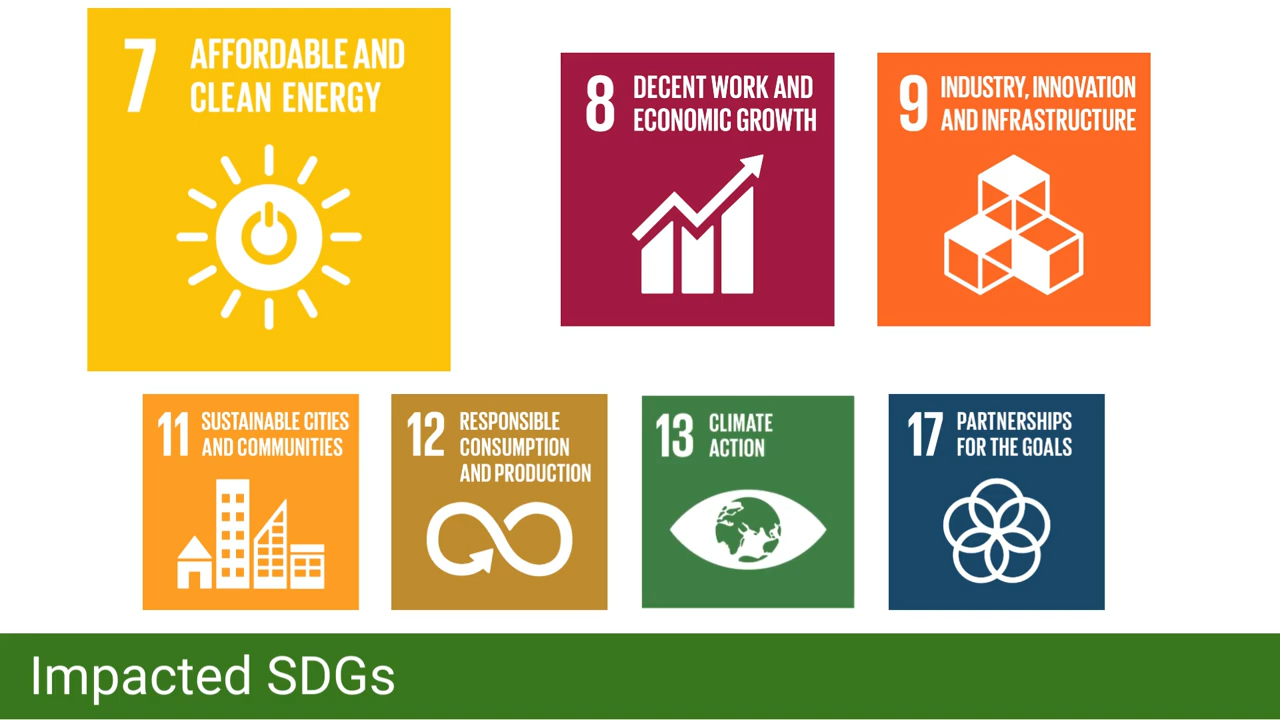 7 AFFORDABLE AND
CLEAN ENERGY
8 DECENT WORK AND
ECONOMIC GROWTH
9 INDUSTRY, INNOVATION
AND INFRASTRUCTURE
11 SUSTAINABLE CITIES
AND COMMUNITIES
12 RESPONSIBLE
CONSUMPTION
AND PRODUCTION
13 CLIMATE
ACTION
17 PARTNERSHIPS
FOR THE GOALS
Impacted SDGs